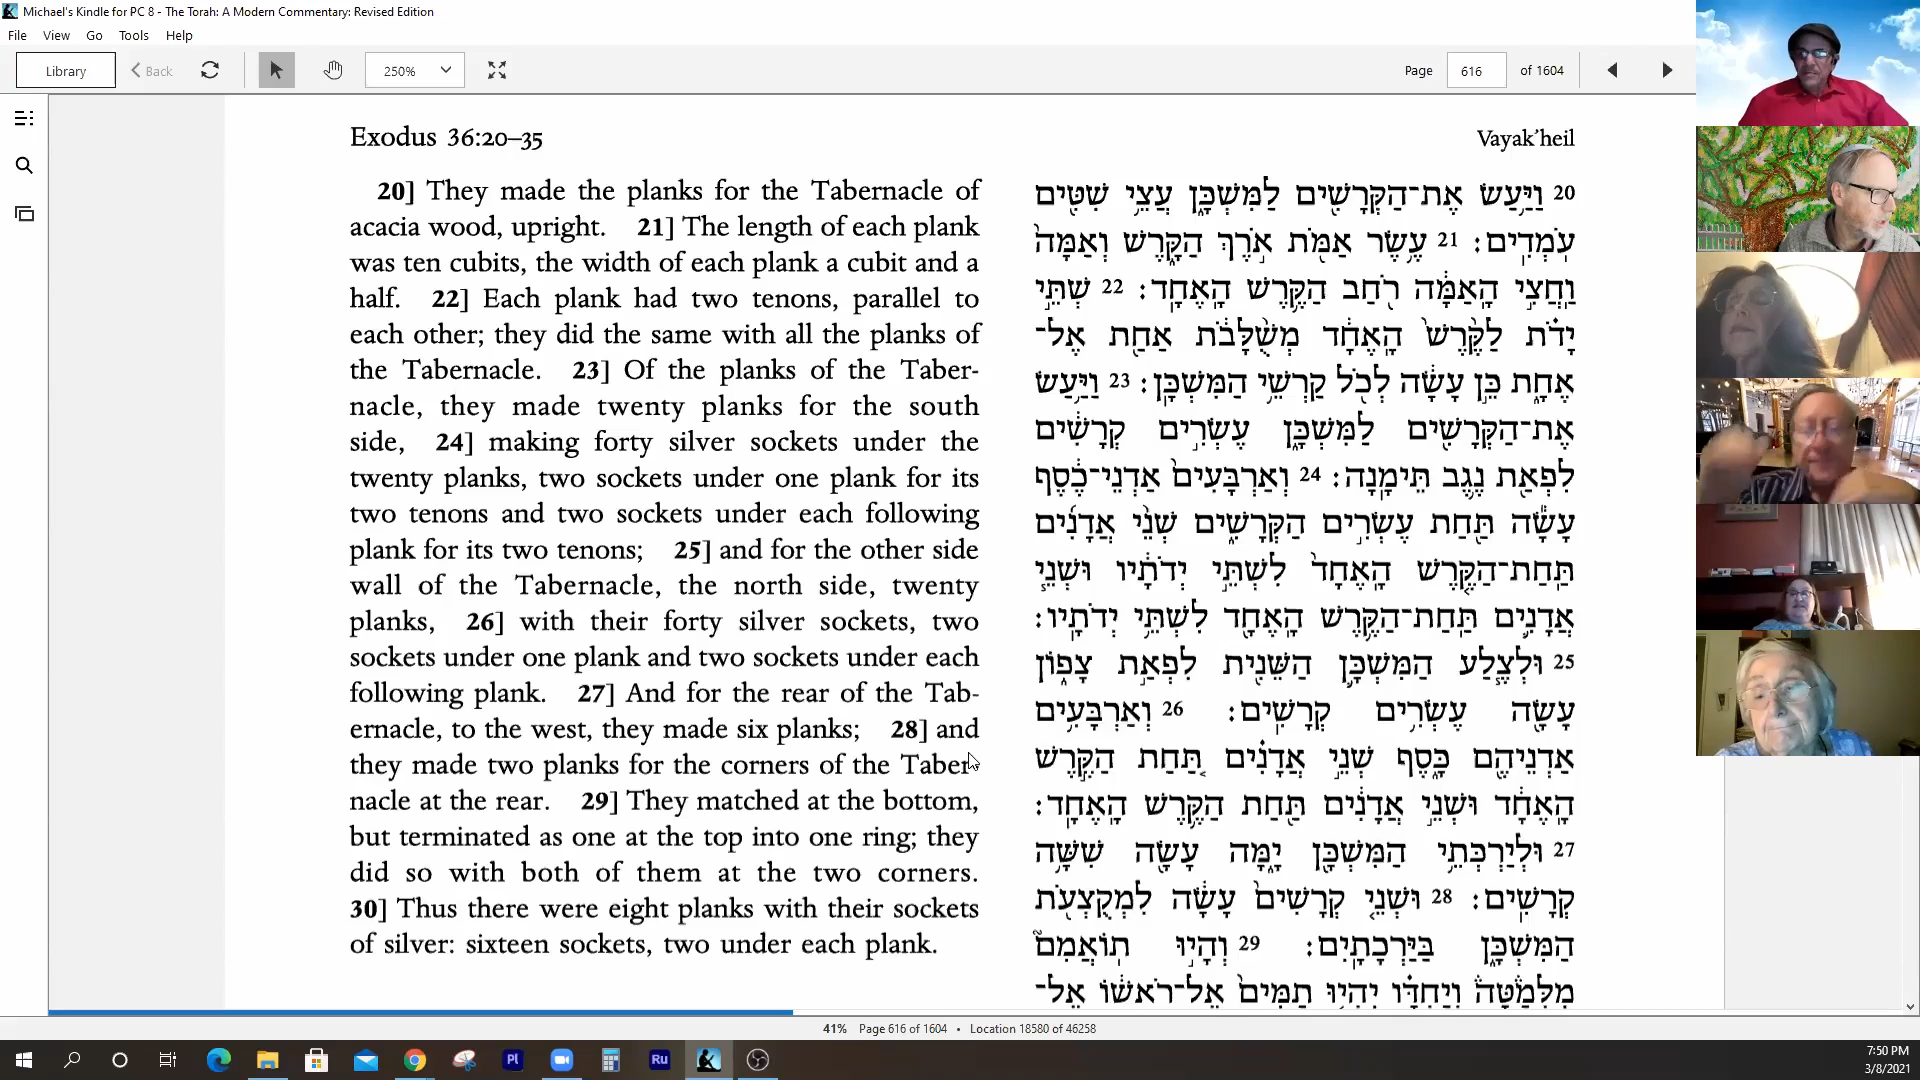 Michael's Kindle for PC 8 - The Torah: A Modern Commentary: Revised Edition
File View Go Tools Help
Library Back 250% Page 616 of 1604
Exodus 36:20–35
Vayak’heil
20] They made the planks for the Tabernacle of
acacia wood, upright. 21] The length of each plank
was ten cubits, the width of each plank a cubit and a
half. 22] Each plank had two tenons, parallel to
each other; they did the same with all the planks of
the Tabernacle. 23] Of the planks of the Taber-
nacle, they made twenty planks for the south
side, 24] making forty silver sockets under the
twenty planks, two sockets under one plank for its
two tenons and two sockets under each following
plank for its two tenons; 25] and for the other side
wall of the Tabernacle, the north side, twenty
planks, 26] with their forty silver sockets, two
sockets under one plank and two sockets under each
following plank. 27] And for the rear of the Tab-
ernacle, to the west, they made six planks; 28] and
they made two planks for the corners of the Taber-
nacle at the rear. 29] They matched at the bottom,
but terminated as one at the top into one ring; they
did so with both of them at the two corners.
30] Thus there were eight planks with their sockets
of silver: sixteen sockets, two under each plank.
20 וַיַּ֥עַשׂ אֶת־הַקְּרָשִׁ֖ים לַמִּשְׁכָּ֑ן עֲצֵ֥י שִׁטִּ֖ים
עֹמְדִֽים׃ 21 עֶ֥שֶׂר אַמֹּ֖ת אֹ֣רֶךְ הַקָּ֑רֶשׁ וְאַמָּה֙
וַחֲצִ֣י הָֽאַמָּ֔ה רֹ֖חַב הַקֶּ֥רֶשׁ הָאֶחָֽד׃ 22 שְׁתֵּ֣י
יָדֹ֗ת לַקֶּ֙רֶשׁ֙ הָֽאֶחָ֔ד מְשֻׁ֨לָּבֹ֔ת אַחַ֖ת אֶל־
אֶחָ֑ת כֵּ֣ן עָשָׂ֔ה לְכֹ֖ל קַרְשֵׁ֥י הַמִּשְׁכָּֽן׃ 23 וַיַּ֥עַשׂ
אֶת־הַקְּרָשִׁ֖ים לַמִּשְׁכָּ֑ן עֶשְׂרִ֣ים קְרָשִׁ֔ים
לִפְאַ֖ת נֶ֥גֶב תֵּימָֽנָה׃ 24 וְאַרְבָּעִים֙ אַדְנֵי־כֶ֔סֶף
עָשָׂ֕ה תַּ֖חַת עֶשְׂרִ֣ים הַקְּרָשִׁ֑ים שְׁנֵ֨י אֲדָנִ֜ים
תַּֽחַת־הַקֶּ֤רֶשׁ הָאֶחָד֙ לִשְׁתֵּ֣י יְדֹתָ֔יו וּשְׁנֵ֧י
אֲדָנִ֛ים תַּֽחַת־הַקֶּ֥רֶשׁ הָאֶחָ֖ד לִשְׁתֵּ֥י יְדֹתָֽיו׃
25 וּלְצֶ֧לַע הַמִּשְׁכָּ֛ן הַשֵּׁנִ֖ית לִפְאַ֣ת צָפ֑וֹן
עָשָׂ֖ה עֶשְׂרִ֥ים קְרָשִֽׁים׃ 26 וְאַרְבָּעִ֥ים
אַדְנֵיהֶ֖ם כָּ֑סֶף שְׁנֵ֣י אֲדָנִ֗ים תַּ֚חַת הַקֶּ֣רֶשׁ
הָאֶחָ֔ד וּשְׁנֵ֣י אֲדָנִ֔ים תַּ֖חַת הַקֶּ֥רֶשׁ הָאֶחָֽד׃
27 וּֽלְיַרְכְּתֵ֥י הַמִּשְׁכָּ֖ן יָ֑מָּה עָשָׂ֖ה שִׁשָּׁ֥ה
קְרָשִֽׁים׃ 28 וּשְׁנֵ֤י קְרָשִׁים֙ עָשָׂ֔ה לִמְקֻצְעֹ֖ת
הַמִּשְׁכָּ֑ן בַּיַּרְכָתָֽיִם׃ 29 וְהָי֣וּ תוֹאֲמִם֮
מִלְּמַטָּה֒ וְיַחְדָּ֗ו יִהְי֤וּ תַמִּים֙ אֶל־רֹאשׁ֔וֹ אֶל־
41% Page 616 of 1604 • Location 18580 of 46258
Pl Ru
7:50 PM
3/8/2021